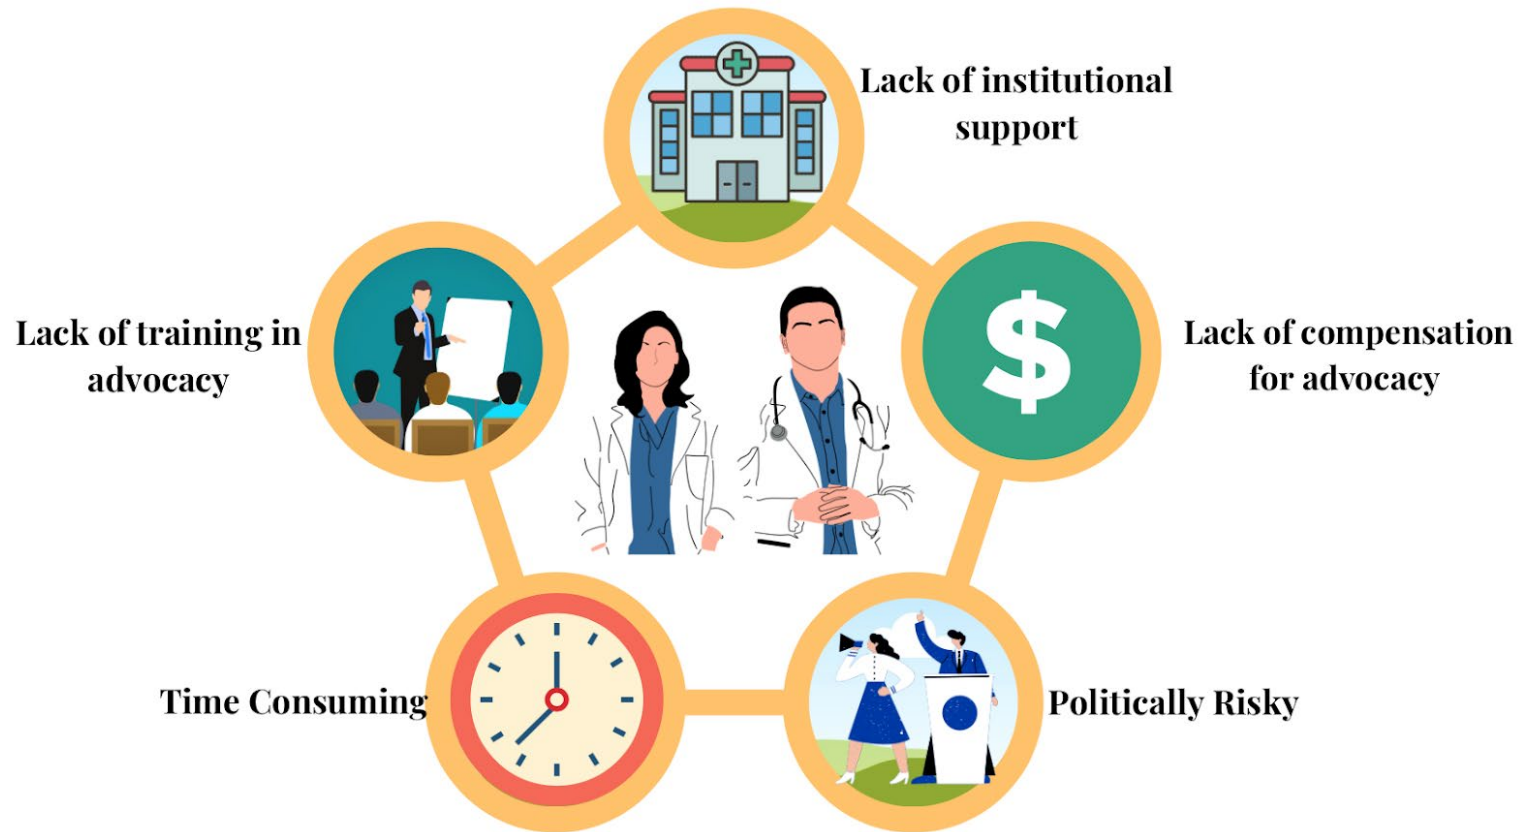 Lack of institutional
support
Lack of training in
advocacy
Lack of compensation
for advocacy
Time Consuming
Politically Risky